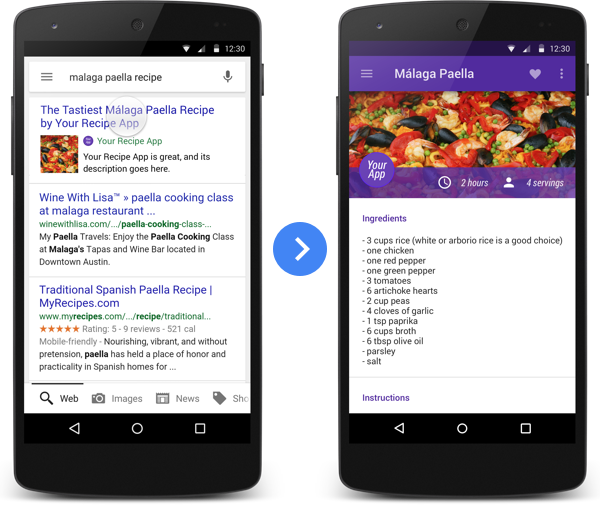 12:30
malaga paella recipe
The Tastiest Málaga Paella Recipe
by Your Recipe App
Your Recipe App
Your Recipe App is great, and its
description goes here.
Wine With Lisa™ » paella cooking class
at malaga restaurant ...
winewithlisa.com/.../paella-cooking-class-...
My Paella Travels: Enjoy the Paella Cooking Class
at Malaga's Tapas and Wine Bar located in
Downtown Austin.
Traditional Spanish Paella Recipe |
MyRecipes.com
www.myrecipes.com/.../recipe/traditional...
★★★★★ Rating: 5 - 9 reviews - 521 cal
Mobile-friendly - Nourishing, vibrant, and without
pretension, paella has held a place of honor and
practicality in Spanish homes for ...
Web Images News Sho
12:30
Málaga Paella
Your
App
2 hours 4 servings
Ingredients
- 3 cups rice (white or arborio rice is a good choice)
- one chicken
- one red pepper
- one green pepper
- 3 tomatoes
- 6 artichoke hearts
- 2 cup peas
- 4 cloves of garlic
- 1 tsp paprika
- 6 cups broth
- 6 tbsp olive oil
- parsley
- salt
Instructions